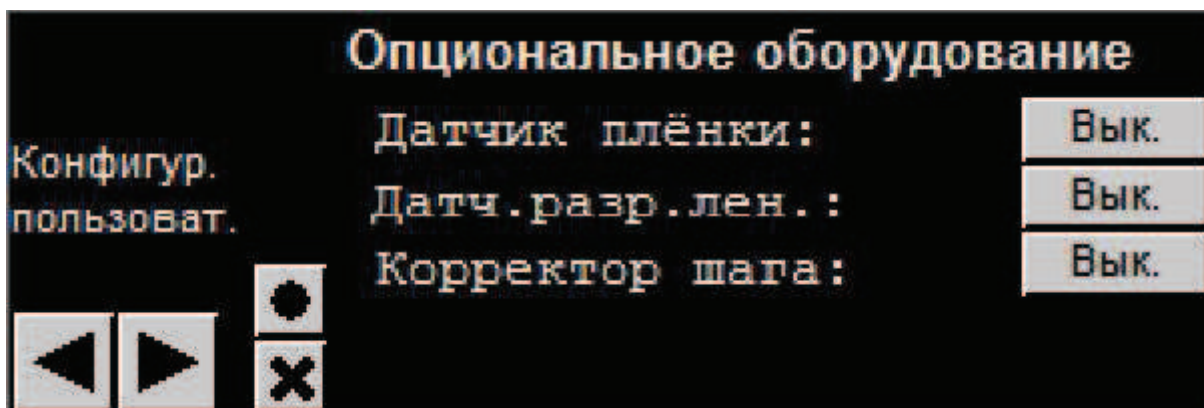 Опциональное оборудование
Датчик плёнки: Вык.
Конфигур.
пользоват.
Датч.разр.лен.: Вык.
Корректор шага: Вык.